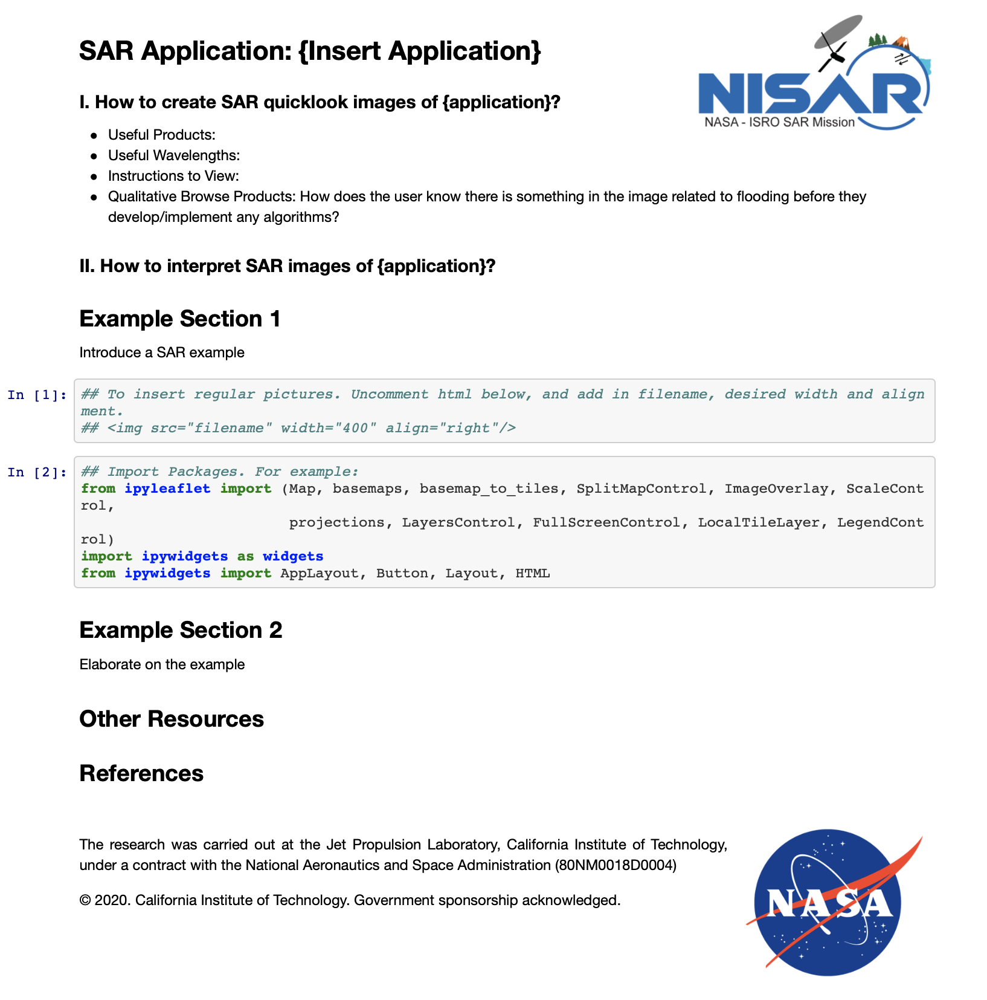 SAR Application: {Insert Application}
NISAR
NASA - ISRO SAR Mission
I. How to create SAR quicklook images of {application}?
● Useful Products:
● Useful Wavelengths:
● Instructions to View:
● Qualitative Browse Products: How does the user know there is something in the image related to flooding before they
develop/implement any algorithms?
II. How to interpret SAR images of {application}?
Example Section 1
Introduce a SAR example
In [1]: ## To insert regular pictures. Uncomment html below, and add in filename, desired width and align
ment.
## <img src="filename" width="400" align="right"/>
In [2]: ## Import Packages. For example:
from ipyleaflet import (Map, basemaps, basemap_to_tiles, SplitMapControl, ImageOverlay, ScaleCont
rol,
projections, LayersControl, FullScreenControl, LocalTileLayer, LegendCont
rol)
import ipywidgets as widgets
from ipywidgets import AppLayout, Button, Layout, HTML
Example Section 2
Elaborate on the example
Other Resources
References
The research was carried out at the Jet Propulsion Laboratory, California Institute of Technology,
under a contract with the National Aeronautics and Space Administration (80NM0018D0004)
© 2020. California Institute of Technology. Government sponsorship acknowledged.
NASA